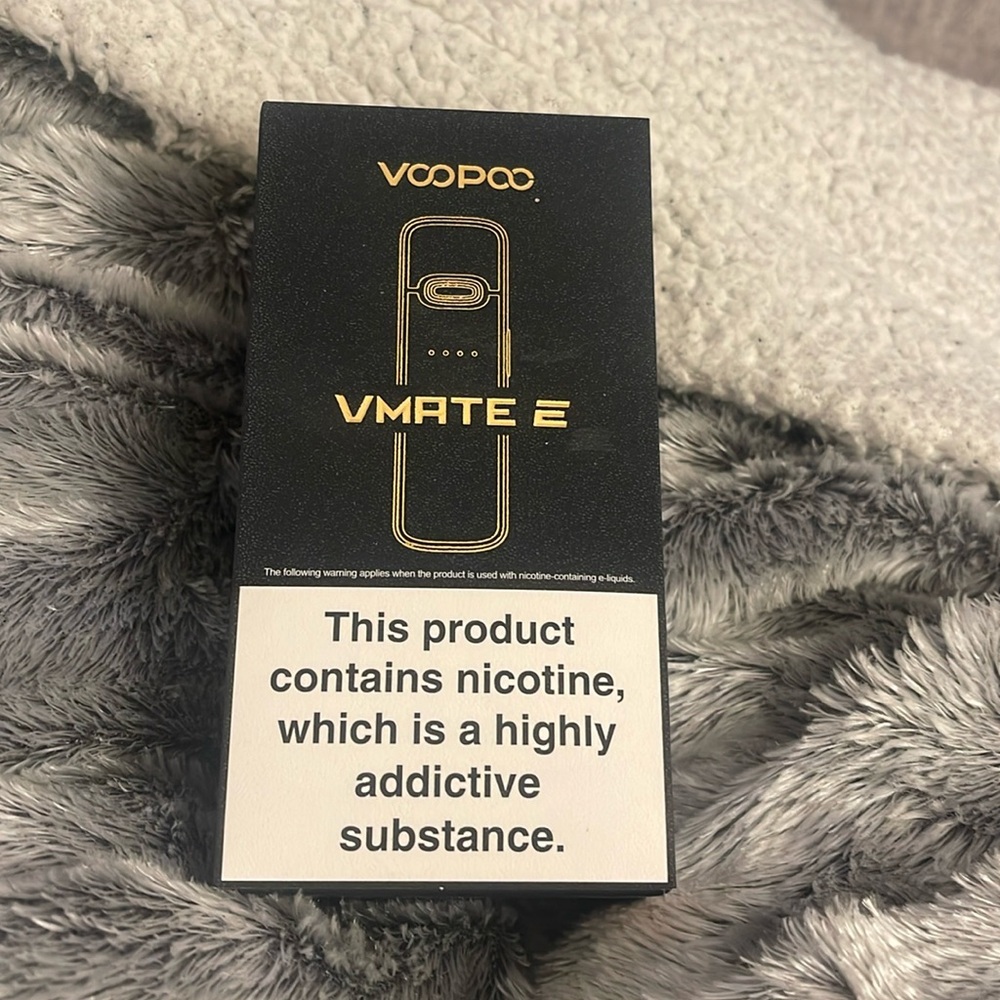 VOOPOO
VMATE E
The following warning applies when the product is used with nicotine-containing e-liquids.
This product
contains nicotine,
which is a highly
addictive
substance.